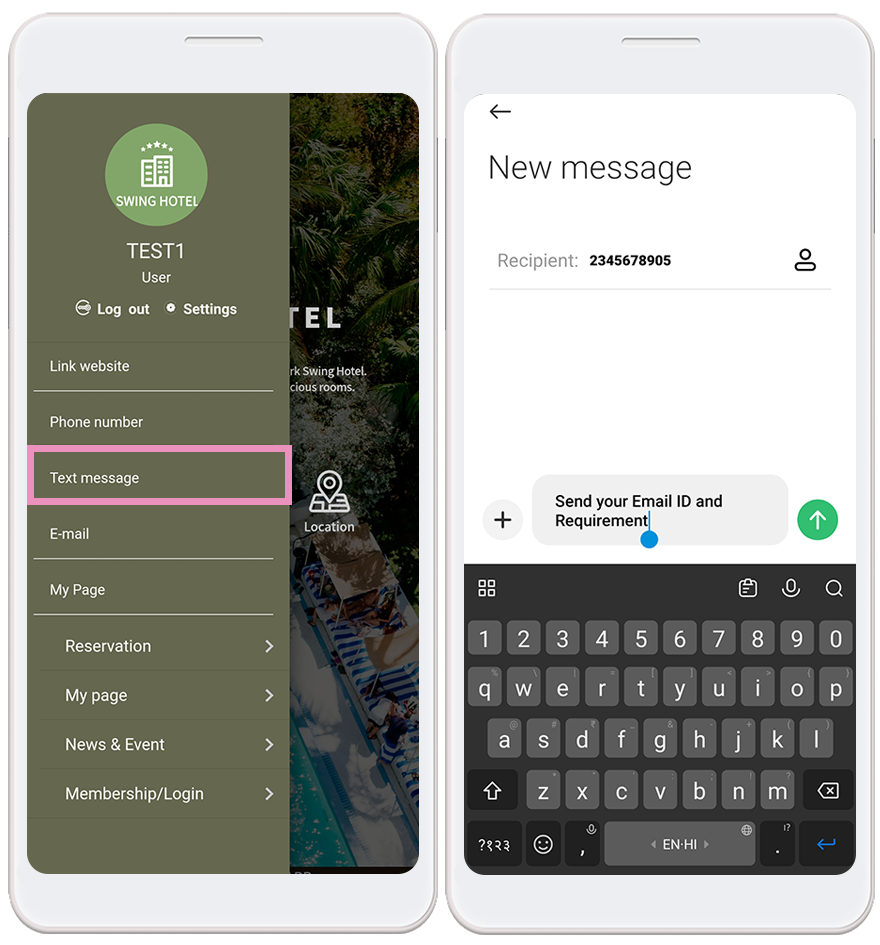 SWING HOTEL
TEST1
User
Log out
Settings
Link website
Phone number
Text message
E-mail
My Page
Reservation
My page
News & Event
Membership/Login
TEL
rk Swing Hotel.
cious rooms.
Location
New message
Recipient: 2345678905
Send your Email ID and
Requirement
1 2 3 4 5 6 7 8 9 0
q w e r t y u i o p
a s d f g h j k l
z x c v b n m
?१२३ , EN·HI . !?